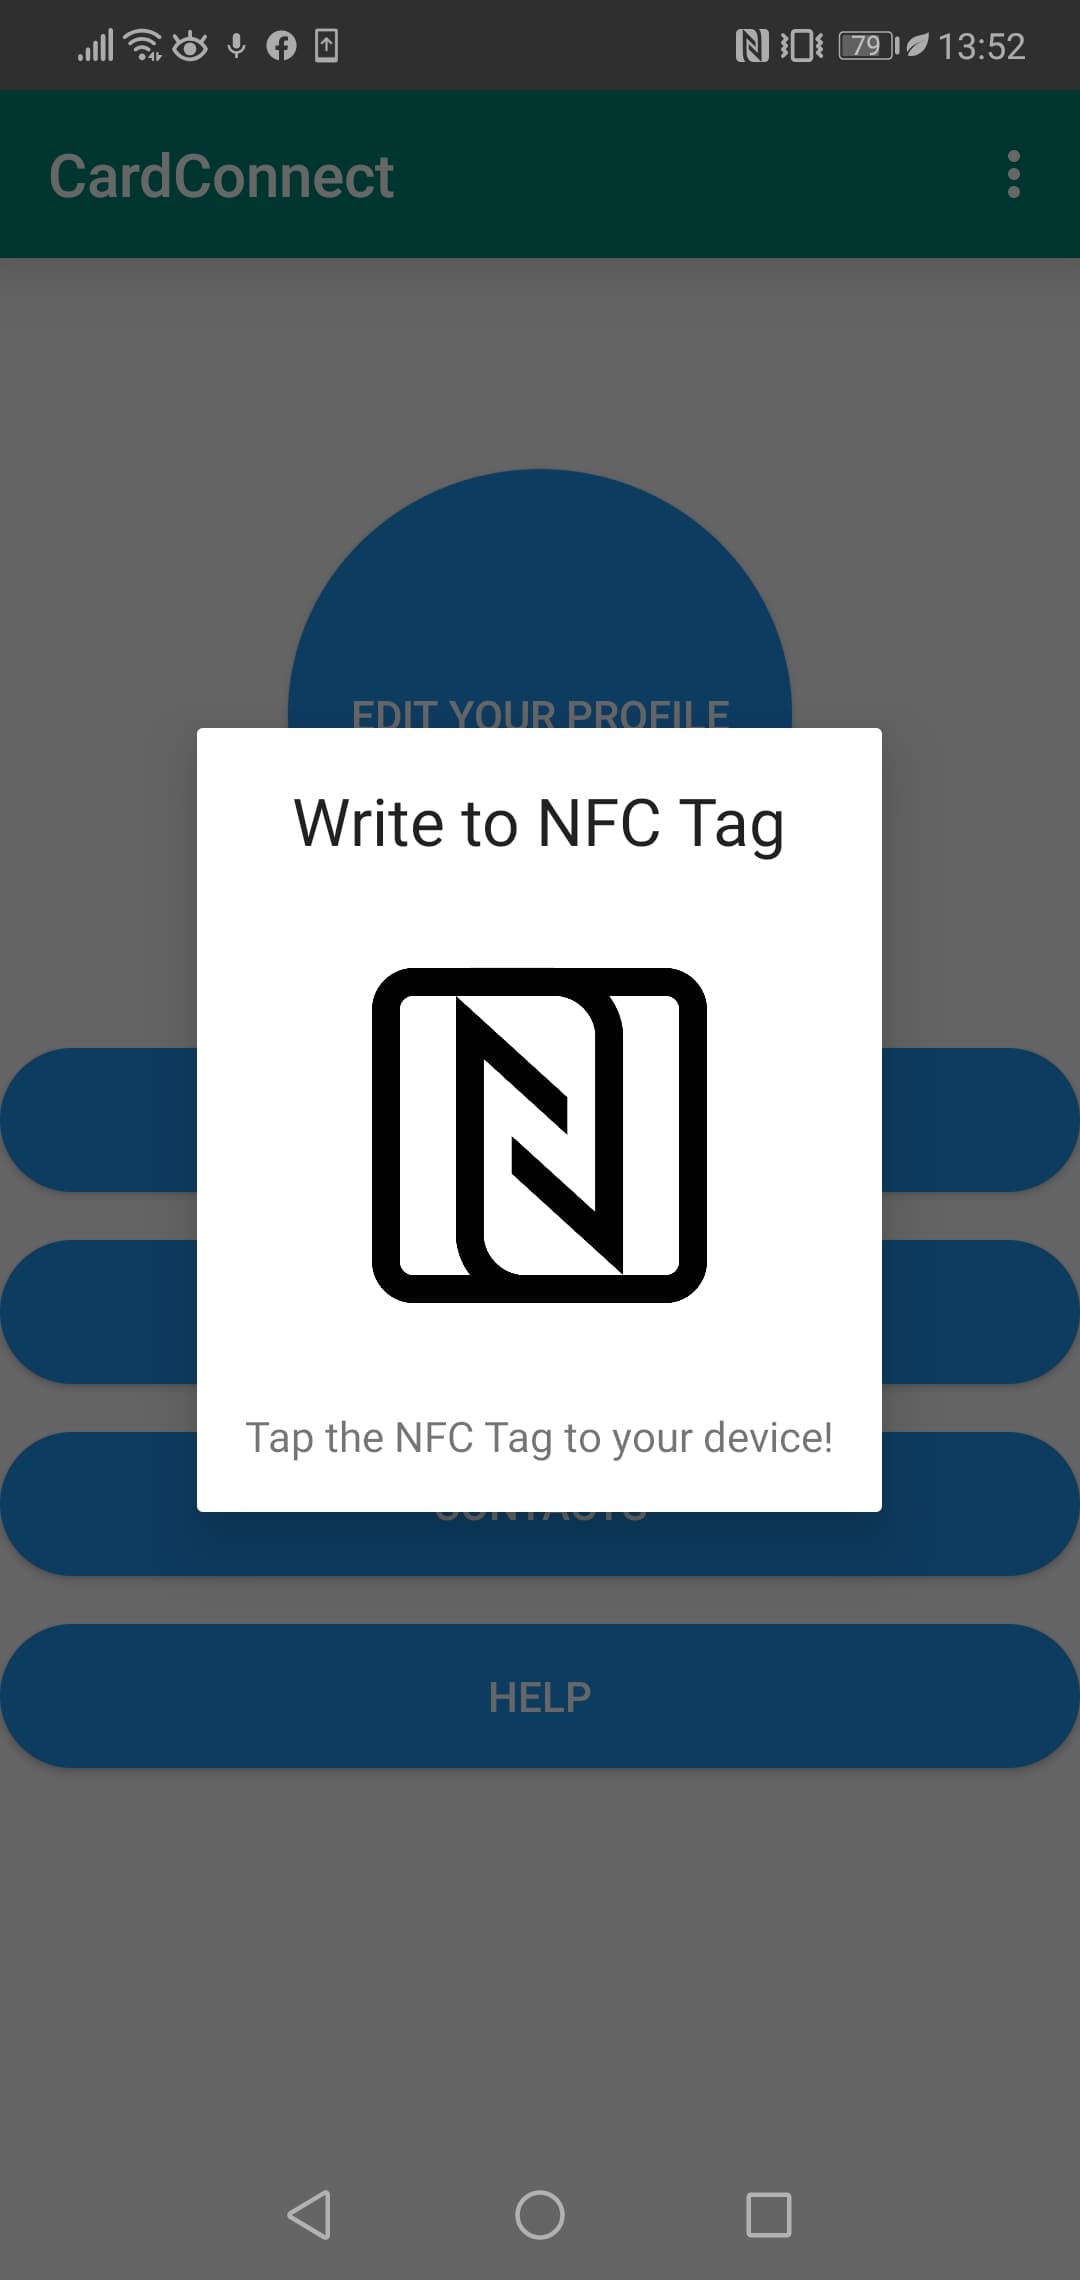 79 13:52
CardConnect
EDIT YOUR PROFILE
Write to NFC Tag
Tap the NFC Tag to your device!
CONTACTS
HELP